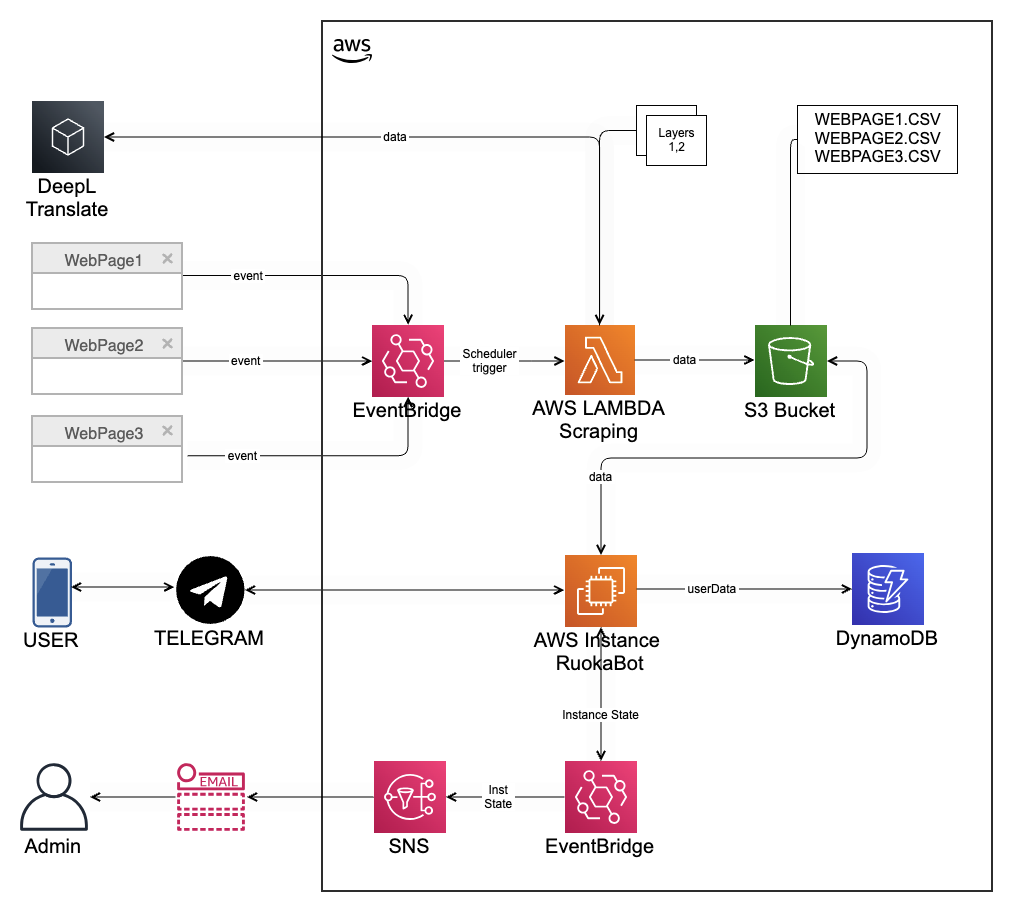 aws
data
Layers
1,2
WEBPAGE1.CSV
WEBPAGE2.CSV
WEBPAGE3.CSV
DeepL
Translate
WebPage1
event
WebPage2
event
EventBridge
Scheduler
trigger
AWS LAMBDA
Scraping
data
S3 Bucket
WebPage3
event
data
USER
TELEGRAM
AWS Instance
RuokaBot
userData
DynamoDB
Instance State
EMAIL
Admin
SNS
Inst
State
EventBridge